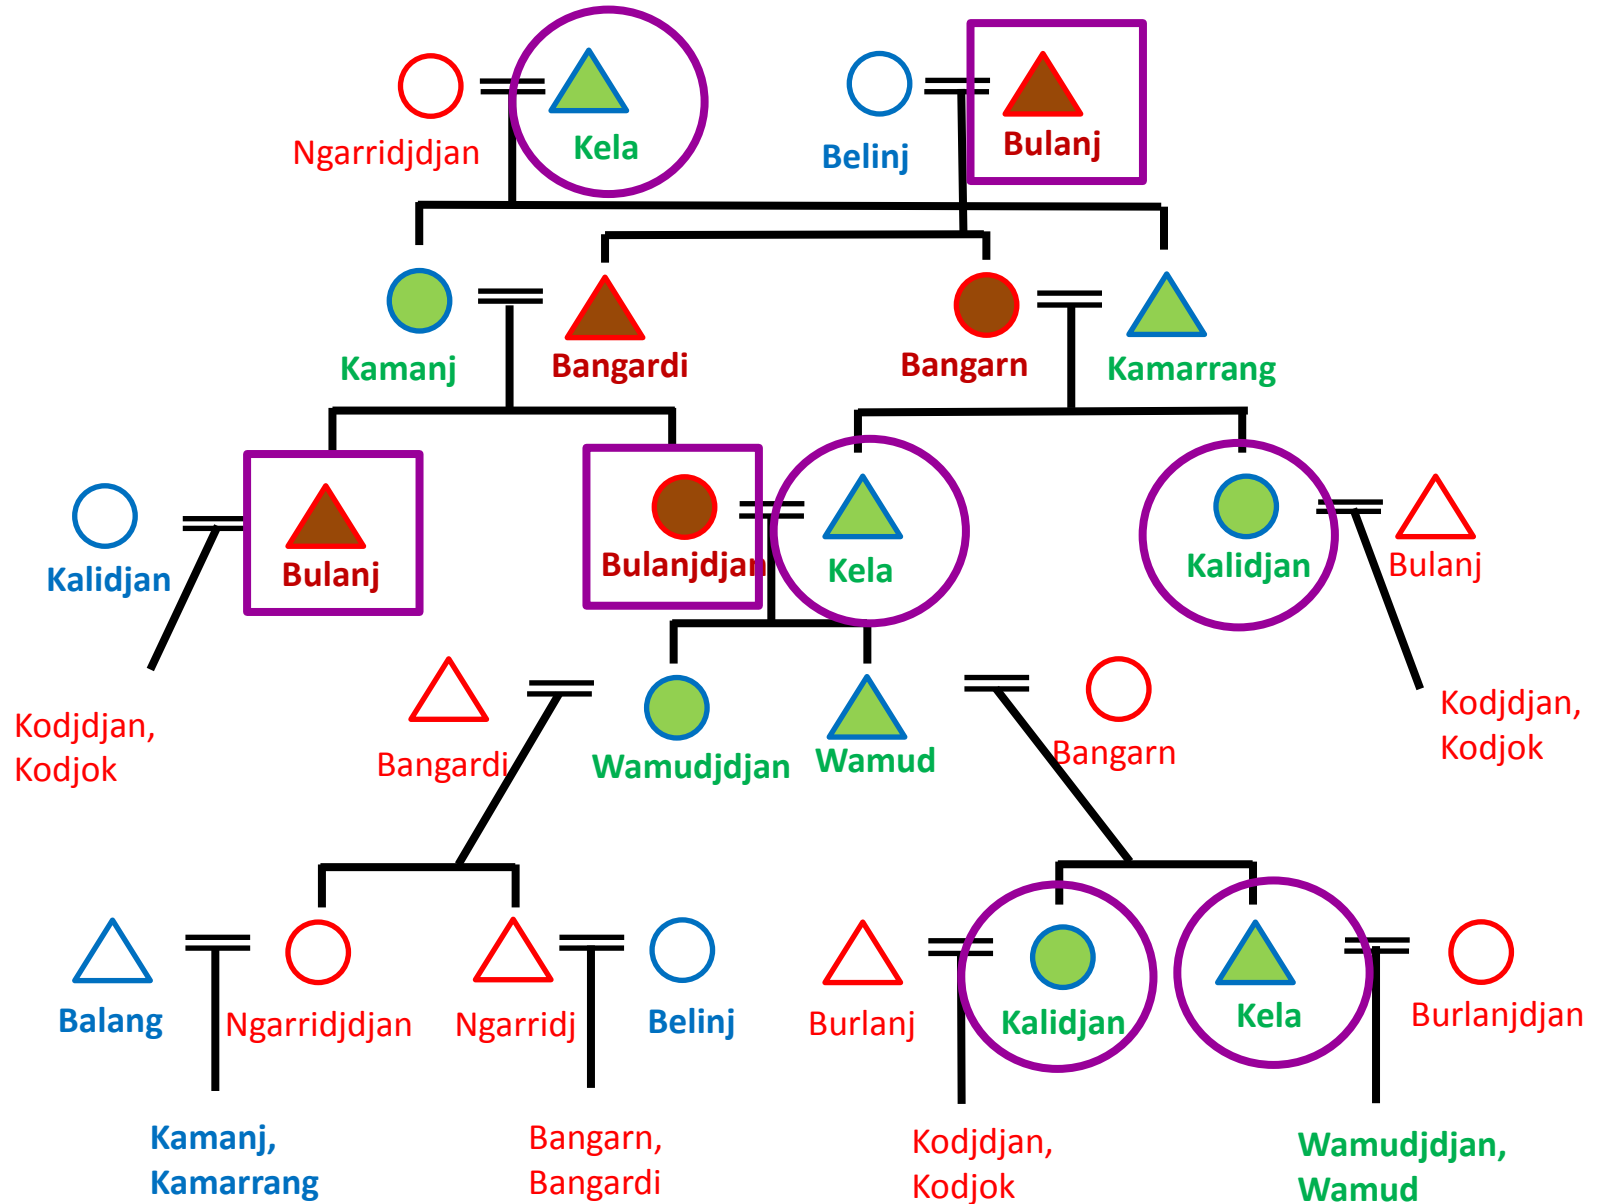 Ngarridjdjan
Kela
Belinj
Bulanj
Kamanj
Bangardi
Bangarn
Kamarrang
Kalidjan
Bulanj
Bulanjdjan
Kela
Kalidjan
Bulanj
Kodjdjan,
Kodjok
Bangardi
Wamudjdjan
Wamud
Bangarn
Kodjdjan,
Kodjok
Balang
Ngarridjdjan
Ngarridj
Belinj
Burlanj
Kalidjan
Kela
Burlanjdjan
Kamanj,
Kamarrang
Bangarn,
Bangardi
Kodjdjan,
Kodjok
Wamudjdjan,
Wamud